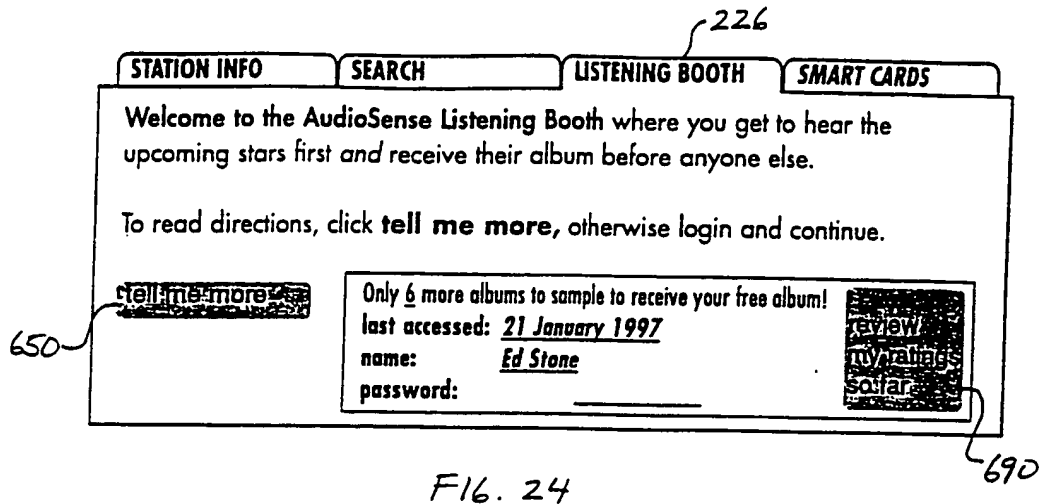 226
STATION INFO SEARCH LISTENING BOOTH SMART CARDS
Welcome to the AudioSense Listening Booth where you get to hear the
upcoming stars first and receive their album before anyone else.
To read directions, click tell me more, otherwise login and continue.
tell me more
650
Only 6 more albums to sample to receive your free album!
last accessed: 21 January 1997
name: Ed Stone
password:
review
my ratings
so far
690
FIG. 24